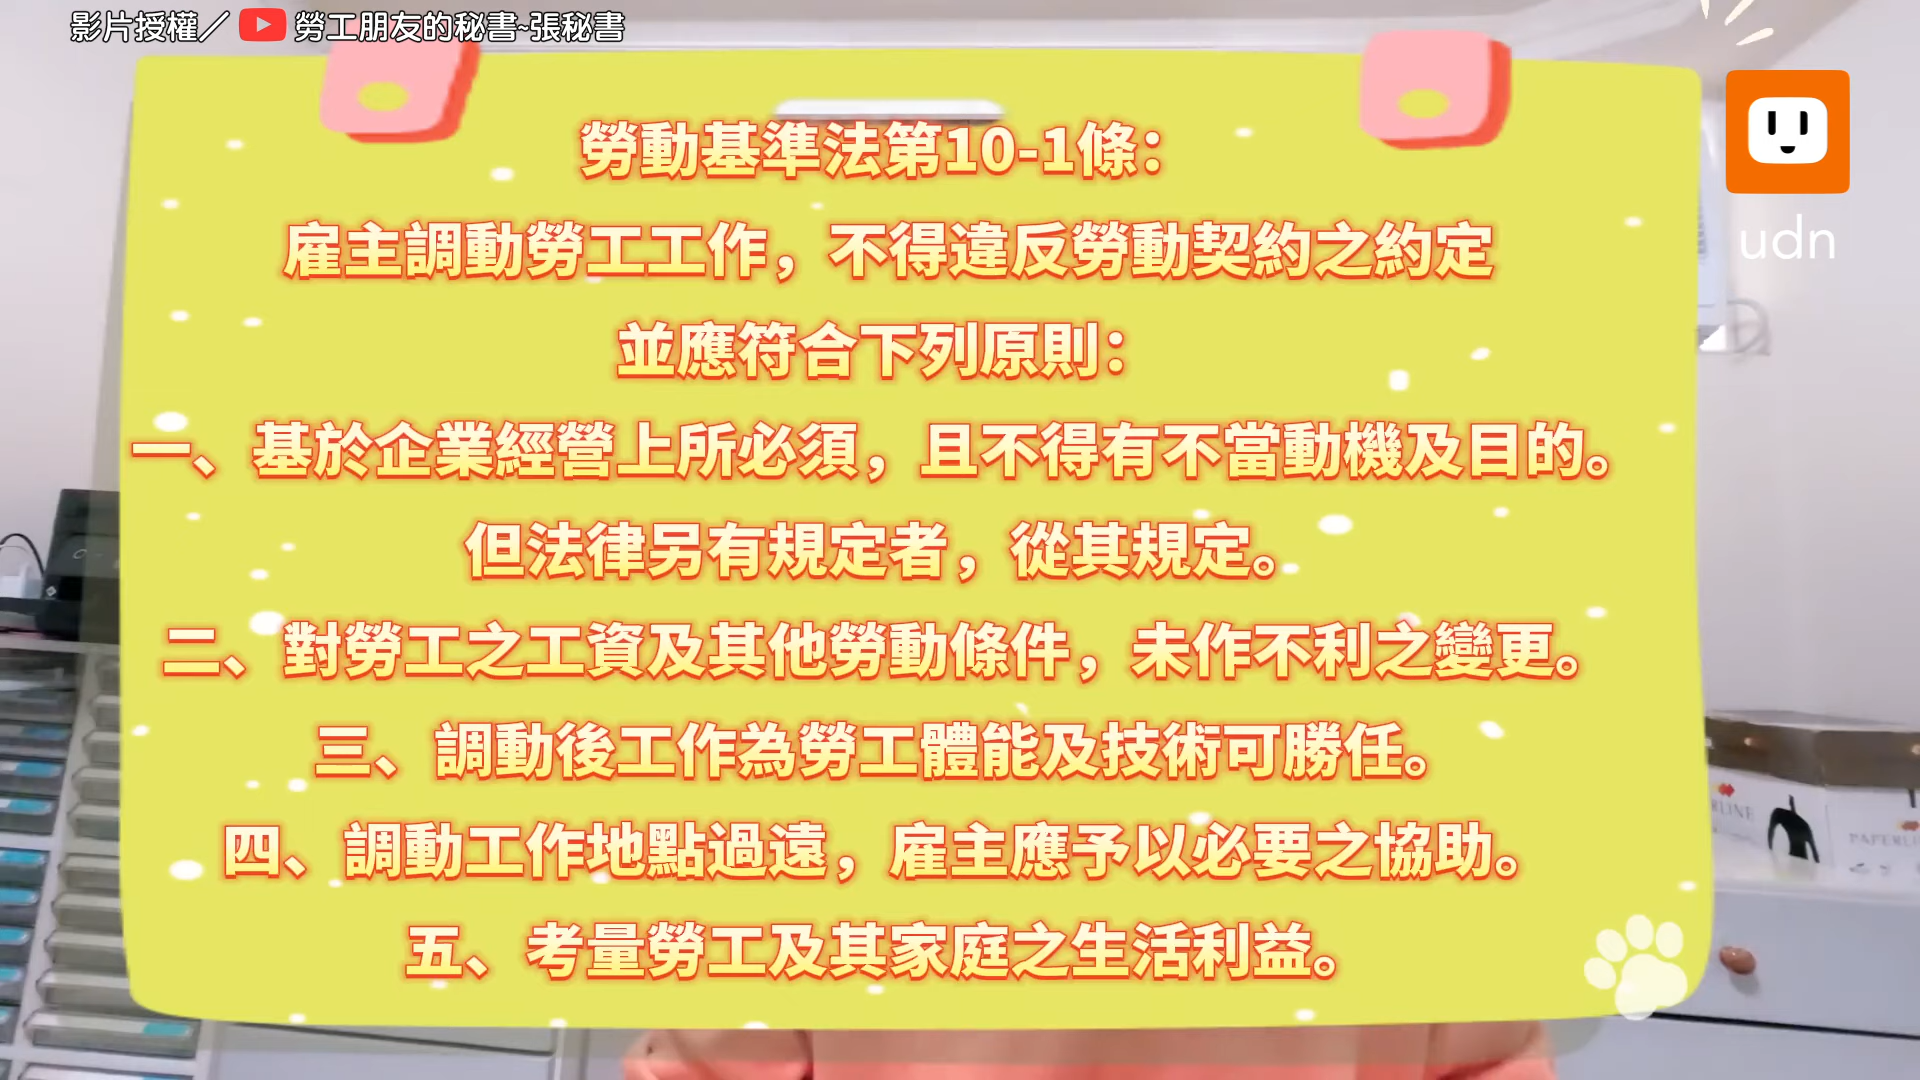 影片授權／ 勞工朋友的秘書~張秘書
udn
勞動基準法第10-1條：
雇主調動勞工工作，不得違反勞動契約之約定
並應符合下列原則：
一、基於企業經營上所必須，且不得有不當動機及目的。
但法律另有規定者，從其規定。
二、對勞工之工資及其他勞動條件，未作不利之變更。
三、調動後工作為勞工體能及技術可勝任。
四、調動工作地點過遠，雇主應予以必要之協助。
五、考量勞工及其家庭之生活利益。